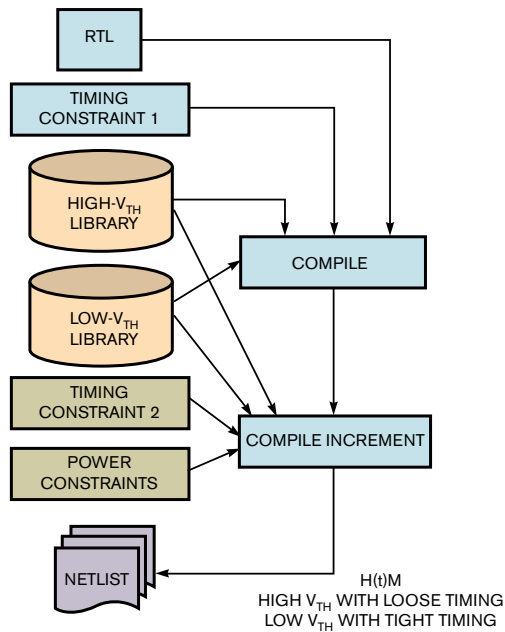 RTL
TIMING
CONSTRAINT 1
HIGH-V_TH
LIBRARY
COMPILE
LOW-V_TH
LIBRARY
TIMING
CONSTRAINT 2
COMPILE INCREMENT
POWER
CONSTRAINTS
NETLIST
H(t)M
HIGH V_TH WITH LOOSE TIMING
LOW V_TH WITH TIGHT TIMING